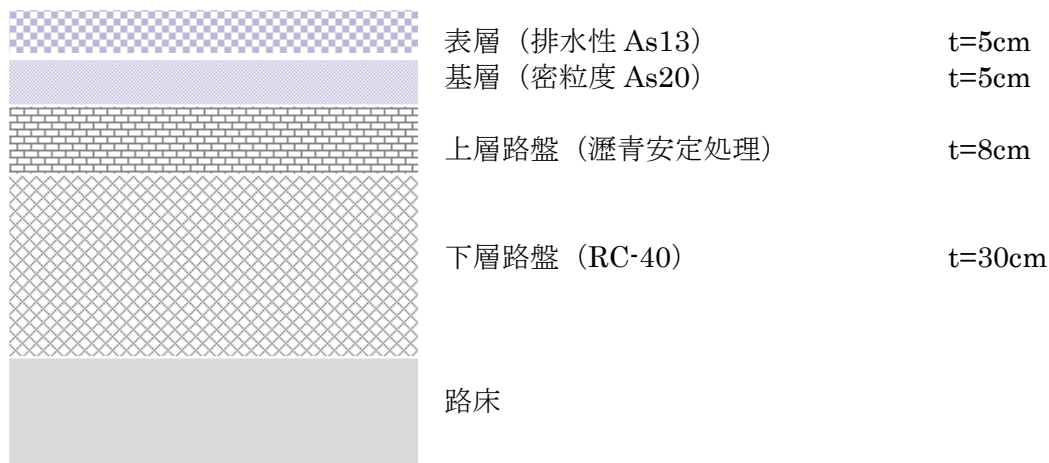 表層（排水性 As13） t=5cm
基層（密粒度 As20） t=5cm
上層路盤（瀝青安定処理） t=8cm
下層路盤（RC-40） t=30cm
路床